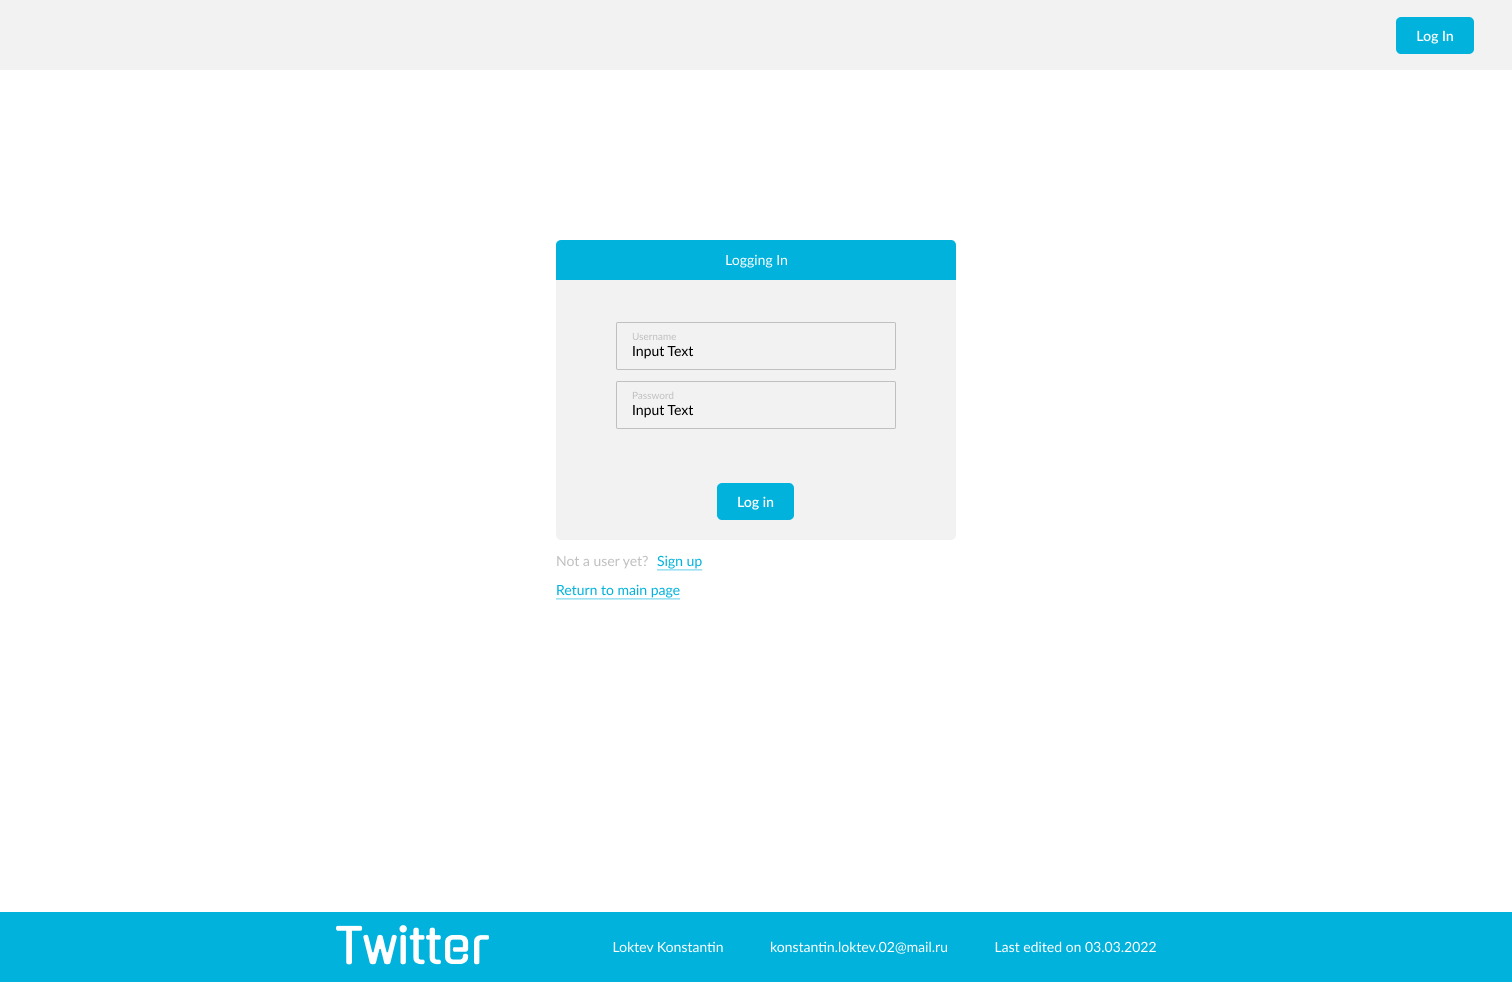 Log In
Logging In
Username
Input Text
Password
Input Text
Log in
Not a user yet? Sign up
Return to main page
Twitter Loktev Konstantin konstantin.loktev.02@mail.ru Last edited on 03.03.2022